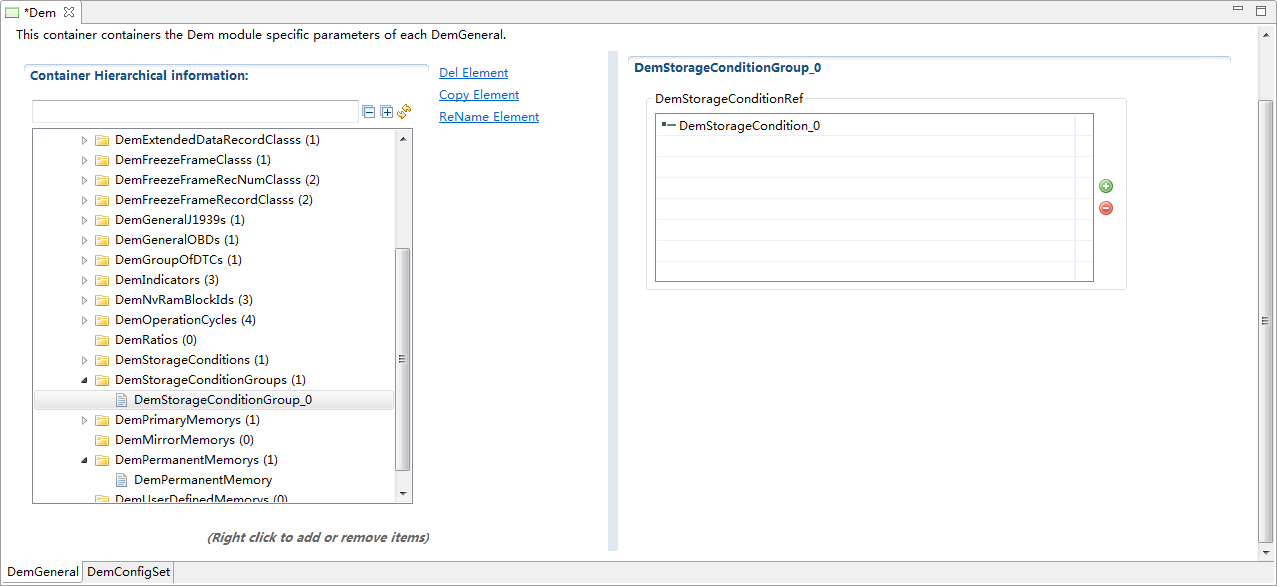 *Dem
This container containers the Dem module specific parameters of each DemGeneral.
Container Hierarchical information:
Del Element
Copy Element
ReName Element
DemExtendedDataRecordClasss (1)
DemFreezeFrameClasss (1)
DemFreezeFrameRecNumClasss (2)
DemFreezeFrameRecordClasss (2)
DemGeneralJ1939s (1)
DemGeneralOBDs (1)
DemGroupOfDTCs (1)
DemIndicators (3)
DemNvRamBlockIds (3)
DemOperationCycles (4)
DemRatios (0)
DemStorageConditions (1)
DemStorageConditionGroups (1)
DemStorageConditionGroup_0
DemPrimaryMemorys (1)
DemMirrorMemorys (0)
DemPermanentMemorys (1)
DemPermanentMemory
DemUserDefinedMemorys (0)
(Right click to add or remove items)
DemStorageConditionGroup_0
DemStorageConditionRef
DemStorageCondition_0
DemGeneral
DemConfigSet